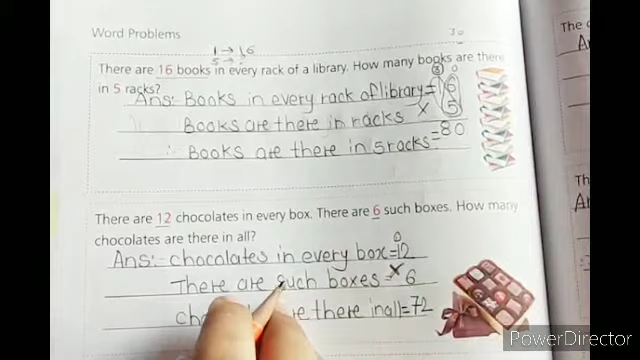 Word Problems
30
1 → 16
5 → ?
There are 16 books in every rack of a library. How many books are there
in 5 racks?
Ans:- Books in every rack of library = 16
Books are there in racks × 5
∴ Books are there in 5 racks = 80
There are 12 chocolates in every box. There are 6 such boxes. How many
chocolates are there in all?
Ans:- chocolates in every box = 12
There are such boxes = × 6
there in all = 72
PowerDirector